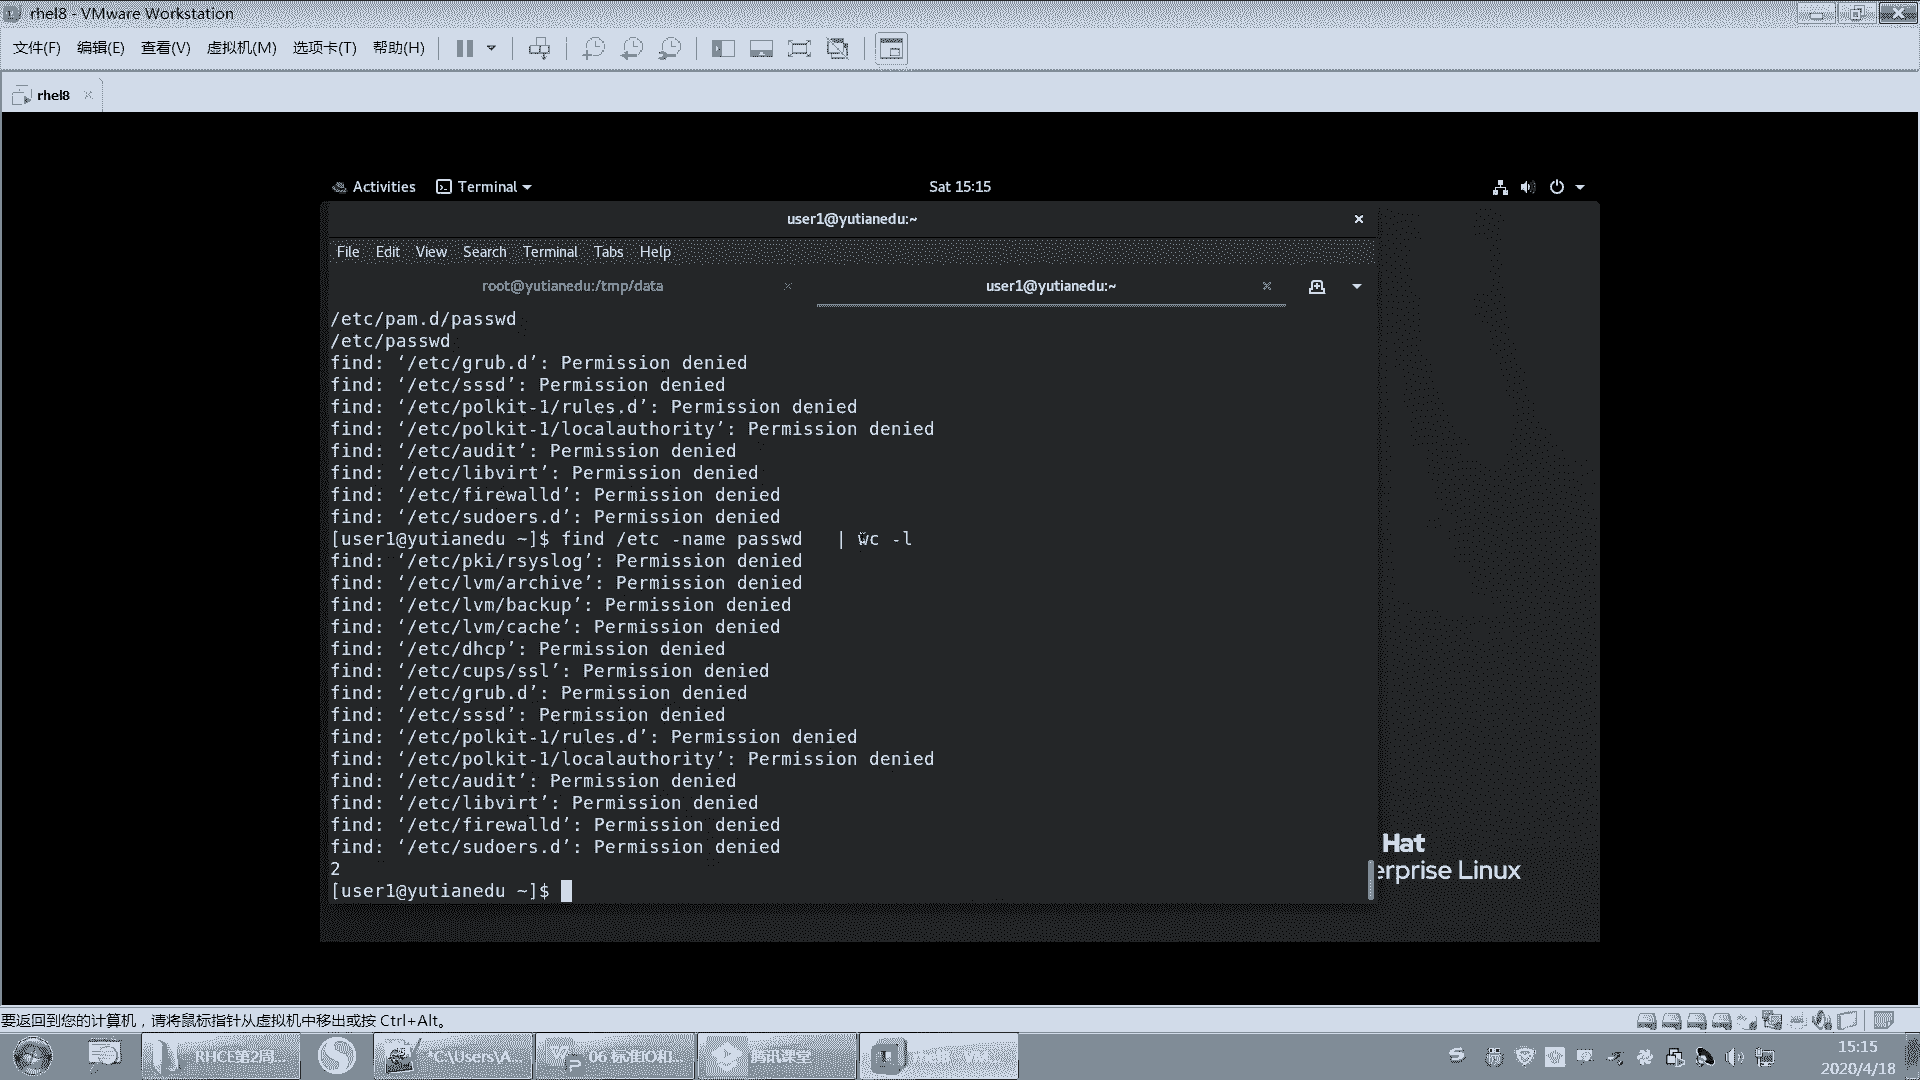 rhel8 - VMware Workstation
文件(F) 编辑(E) 查看(V) 虚拟机(M) 选项卡(T) 帮助(H)
rhel8
Activities Terminal Sat 15:15
user1@yutianedu:~
File Edit View Search Terminal Tabs Help
root@yutianedu:/tmp/data user1@yutianedu:~
/etc/pam.d/passwd
/etc/passwd
find: ‘/etc/grub.d’: Permission denied
find: ‘/etc/sssd’: Permission denied
find: ‘/etc/polkit-1/rules.d’: Permission denied
find: ‘/etc/polkit-1/localauthority’: Permission denied
find: ‘/etc/audit’: Permission denied
find: ‘/etc/libvirt’: Permission denied
find: ‘/etc/firewalld’: Permission denied
find: ‘/etc/sudoers.d’: Permission denied
[user1@yutianedu ~]$ find /etc -name passwd   | wc -l
find: ‘/etc/pki/rsyslog’: Permission denied
find: ‘/etc/lvm/archive’: Permission denied
find: ‘/etc/lvm/backup’: Permission denied
find: ‘/etc/lvm/cache’: Permission denied
find: ‘/etc/dhcp’: Permission denied
find: ‘/etc/cups/ssl’: Permission denied
find: ‘/etc/grub.d’: Permission denied
find: ‘/etc/sssd’: Permission denied
find: ‘/etc/polkit-1/rules.d’: Permission denied
find: ‘/etc/polkit-1/localauthority’: Permission denied
find: ‘/etc/audit’: Permission denied
find: ‘/etc/libvirt’: Permission denied
find: ‘/etc/firewalld’: Permission denied
find: ‘/etc/sudoers.d’: Permission denied
2
[user1@yutianedu ~]$
Hat
erprise Linux
要返回到您的计算机，请将鼠标指针从虚拟机中移出或按 Ctrl+Alt。
RHCE第2周... *C:\Users\A... 06 标准IO和... 腾讯课堂
15:15
2020/4/18